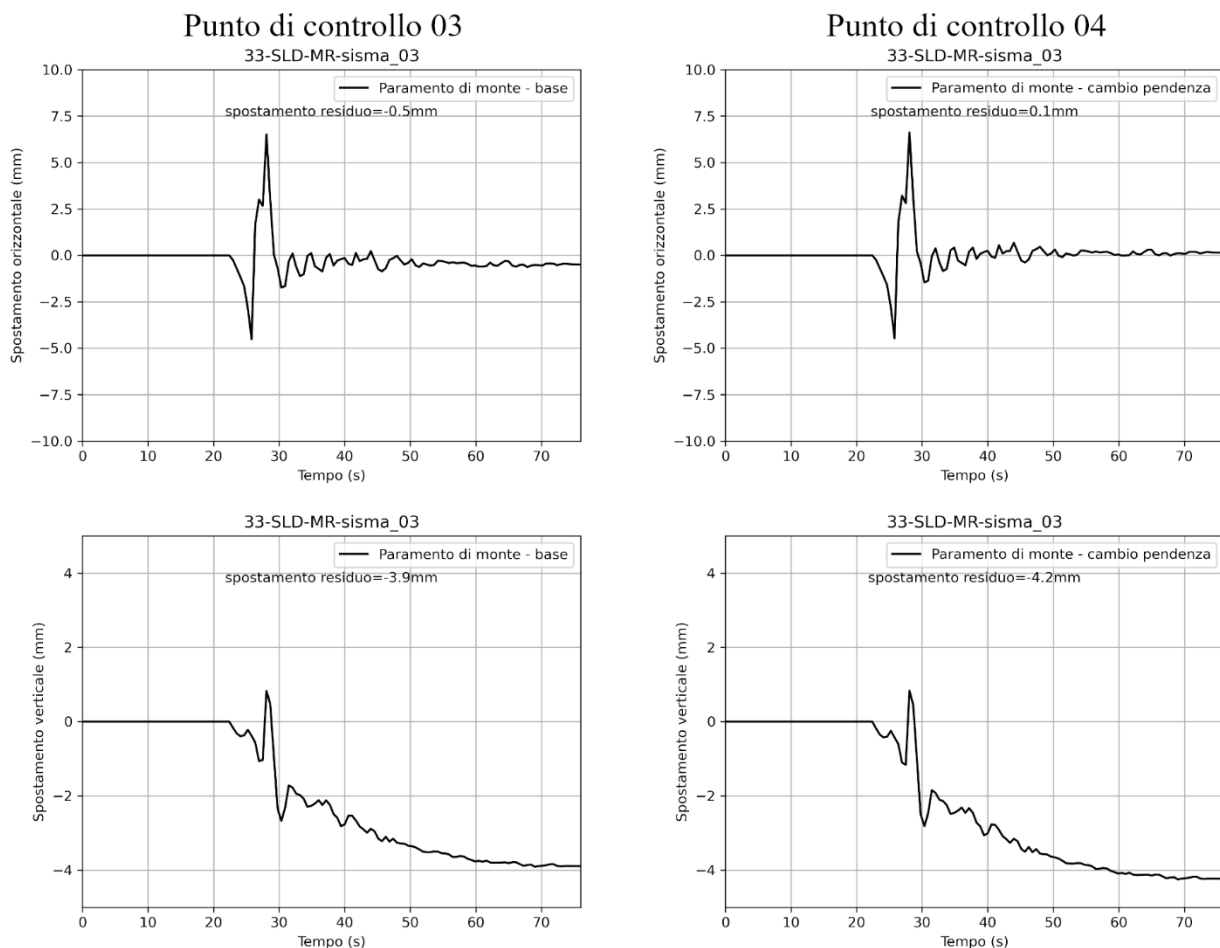 Punto di controllo 03
33-SLD-MR-sisma_03
Paramento di monte - base
spostamento residuo=-0.5mm
Spostamento orizzontale (mm)
10.0
7.5
5.0
2.5
0.0
−2.5
−5.0
−7.5
−10.0
0 10 20 30 40 50 60 70
Tempo (s)
Punto di controllo 04
33-SLD-MR-sisma_03
Paramento di monte - cambio pendenza
spostamento residuo=0.1mm
Spostamento orizzontale (mm)
10.0
7.5
5.0
2.5
0.0
−2.5
−5.0
−7.5
−10.0
0 10 20 30 40 50 60 70
Tempo (s)
33-SLD-MR-sisma_03
Paramento di monte - base
spostamento residuo=-3.9mm
Spostamento verticale (mm)
4
2
0
−2
−4
0 10 20 30 40 50 60 70
Tempo (s)
33-SLD-MR-sisma_03
Paramento di monte - cambio pendenza
spostamento residuo=-4.2mm
Spostamento verticale (mm)
4
2
0
−2
−4
0 10 20 30 40 50 60 70
Tempo (s)